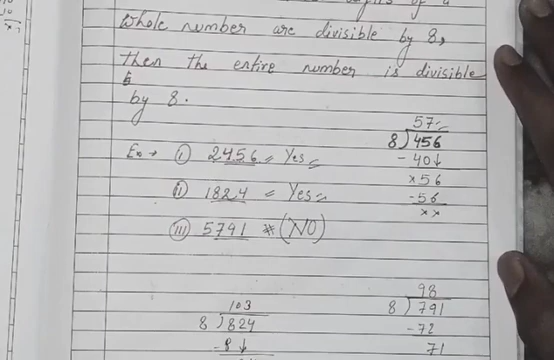 of a
Whole number are divisible by 8,
then the entire number is divisible
by 8.
Ex → (i) 2456 = Yes
(ii) 1824 = Yes
(iii) 5791 * (NO)
57
8)456
-40↓
×56
-56
××
103
8)824
-8↓
98
8)791
-72
71